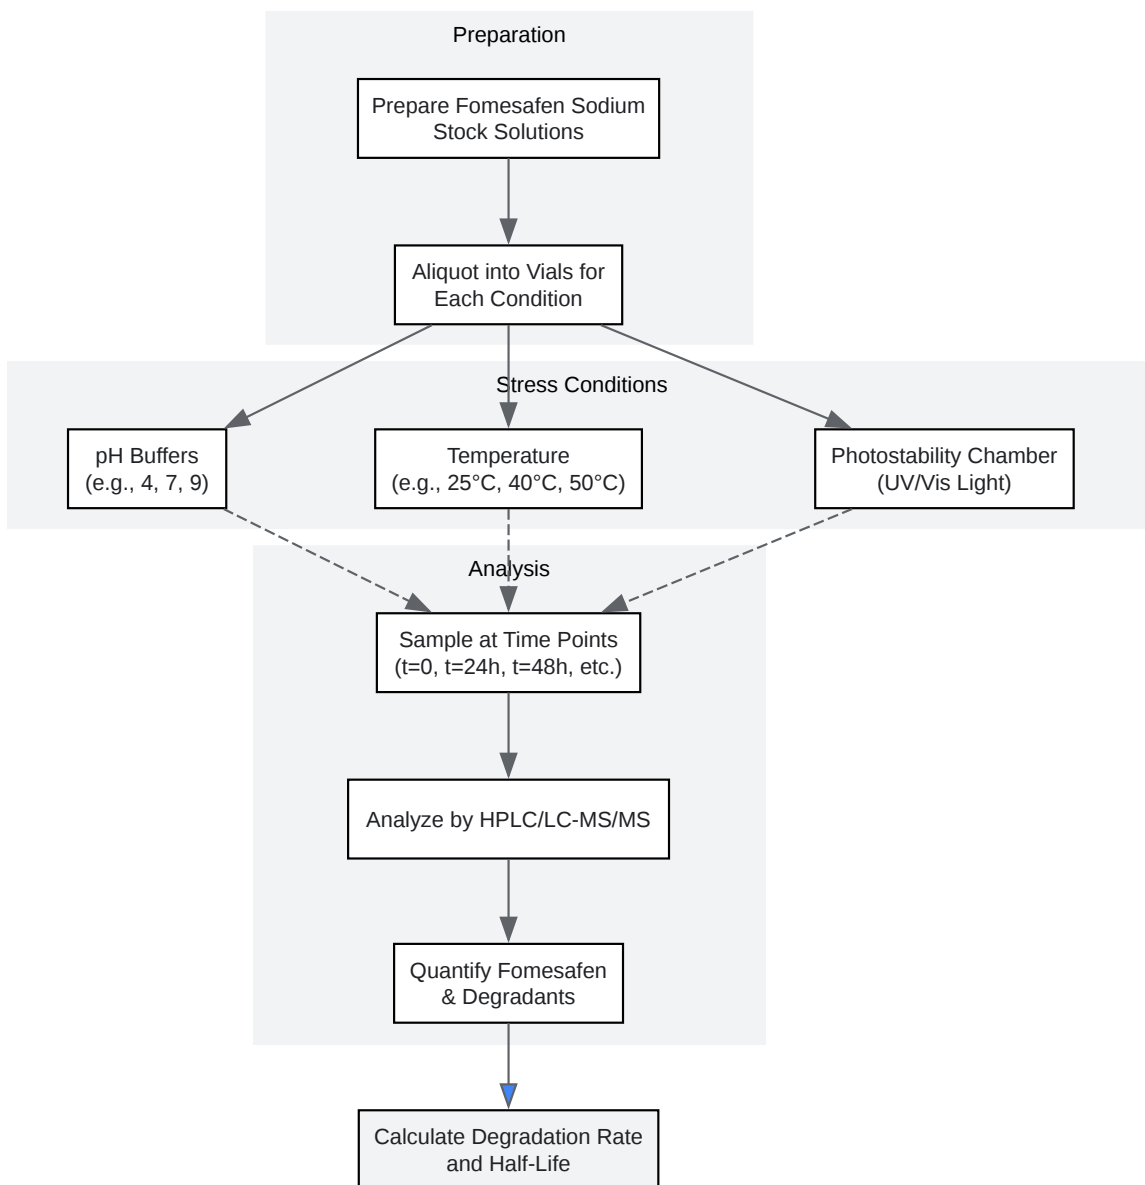 Preparation
Prepare Fomesafen Sodium
Stock Solutions
Aliquot into Vials for
Each Condition
Stress Conditions
pH Buffers
(e.g., 4, 7, 9)
Temperature
(e.g., 25°C, 40°C, 50°C)
Photostability Chamber
(UV/Vis Light)
Analysis
Sample at Time Points
(t=0, t=24h, t=48h, etc.)
Analyze by HPLC/LC-MS/MS
Quantify Fomesafen
& Degradants
Calculate Degradation Rate
and Half-Life